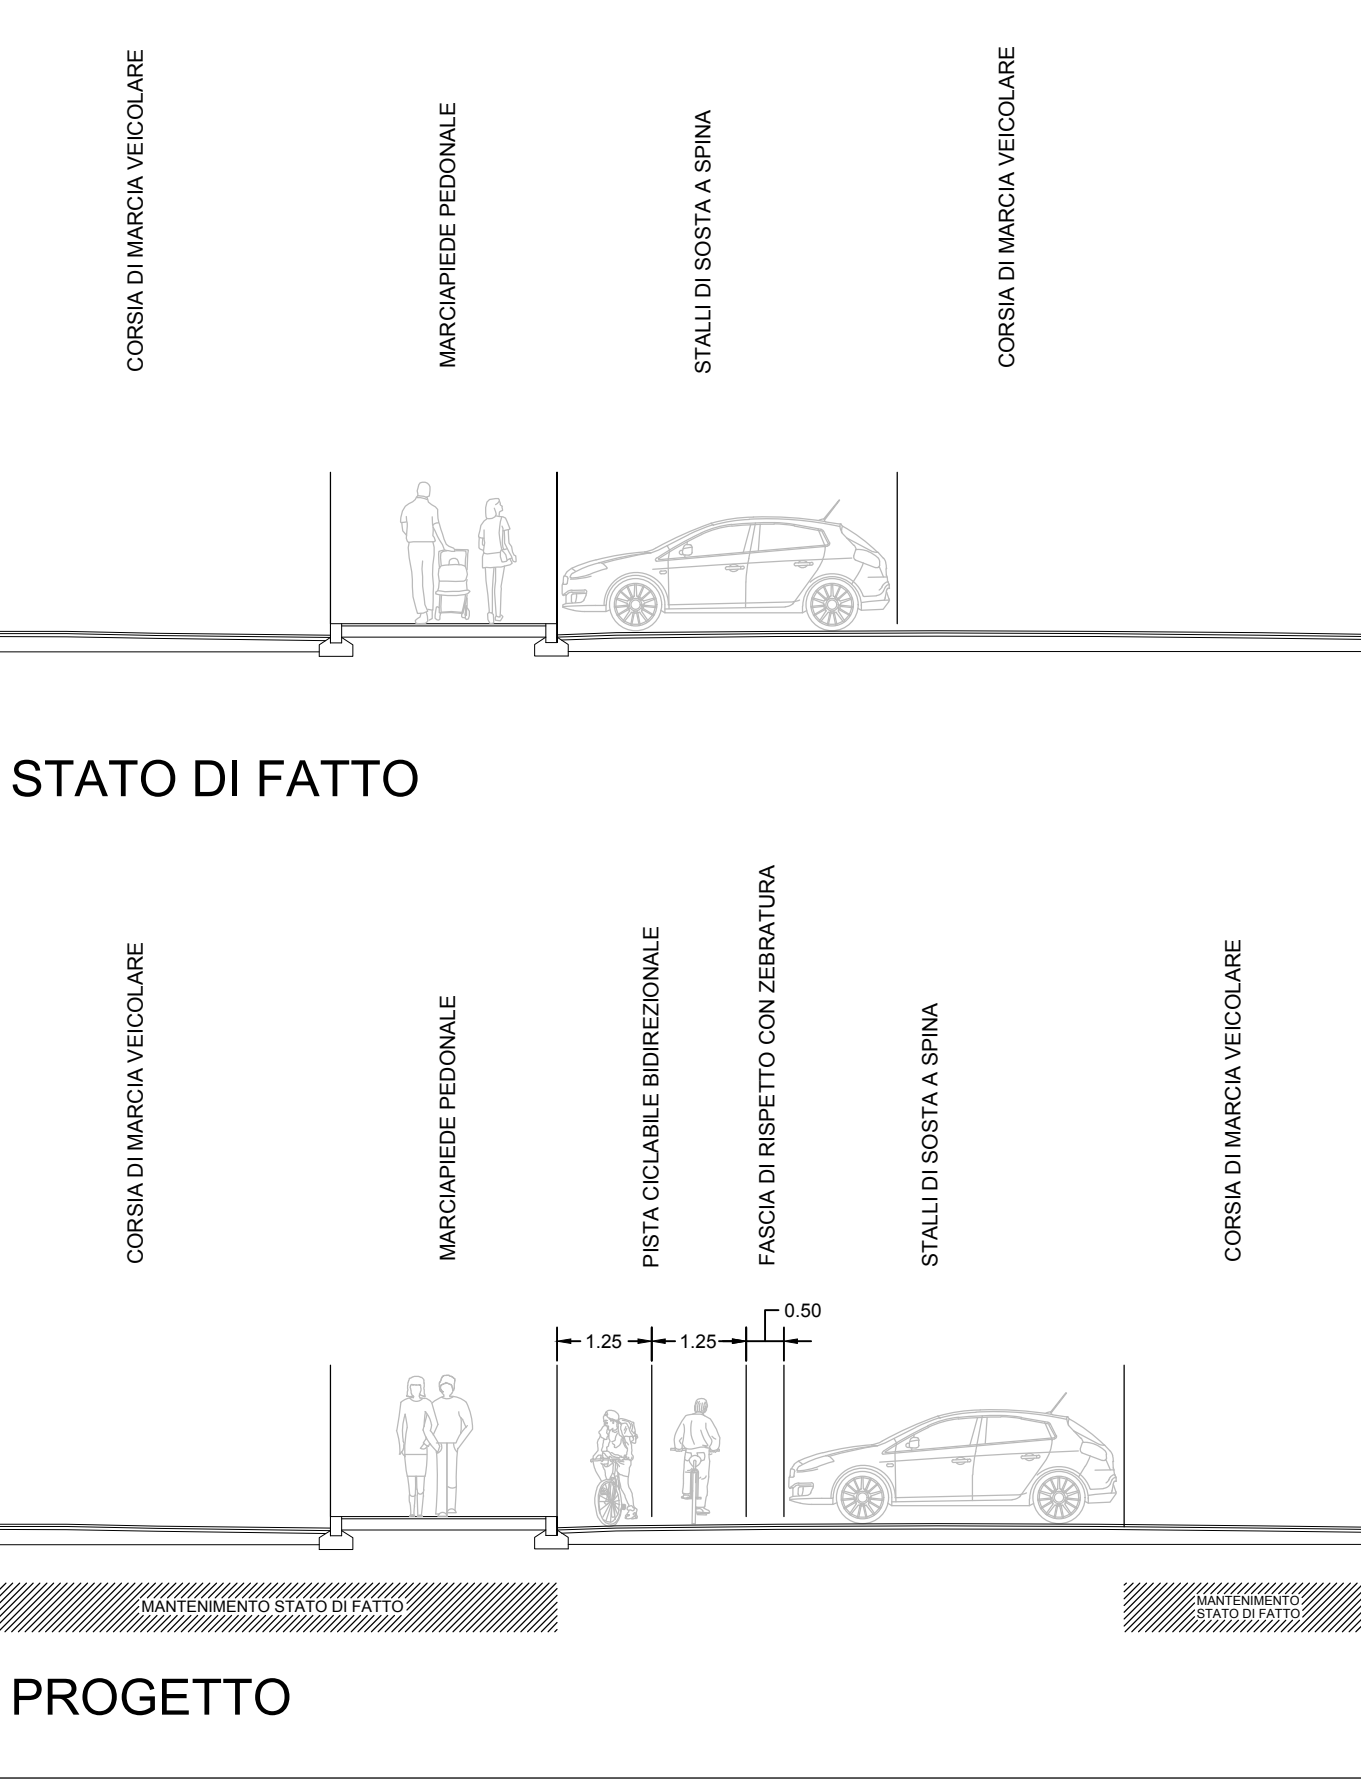 CORSIA DI MARCIA VEICOLARE
MARCIAPIEDE PEDONALE
STALLI DI SOSTA A SPINA
CORSIA DI MARCIA VEICOLARE
STATO DI FATTO
CORSIA DI MARCIA VEICOLARE
MARCIAPIEDE PEDONALE
PISTA CICLABILE BIDIREZIONALE
FASCIA DI RISPETTO CON ZEBRATURA
STALLI DI SOSTA A SPINA
CORSIA DI MARCIA VEICOLARE
0.50
1.25
1.25
MANTENIMENTO STATO DI FATTO
MANTENIMENTO
STATO DI FATTO
PROGETTO